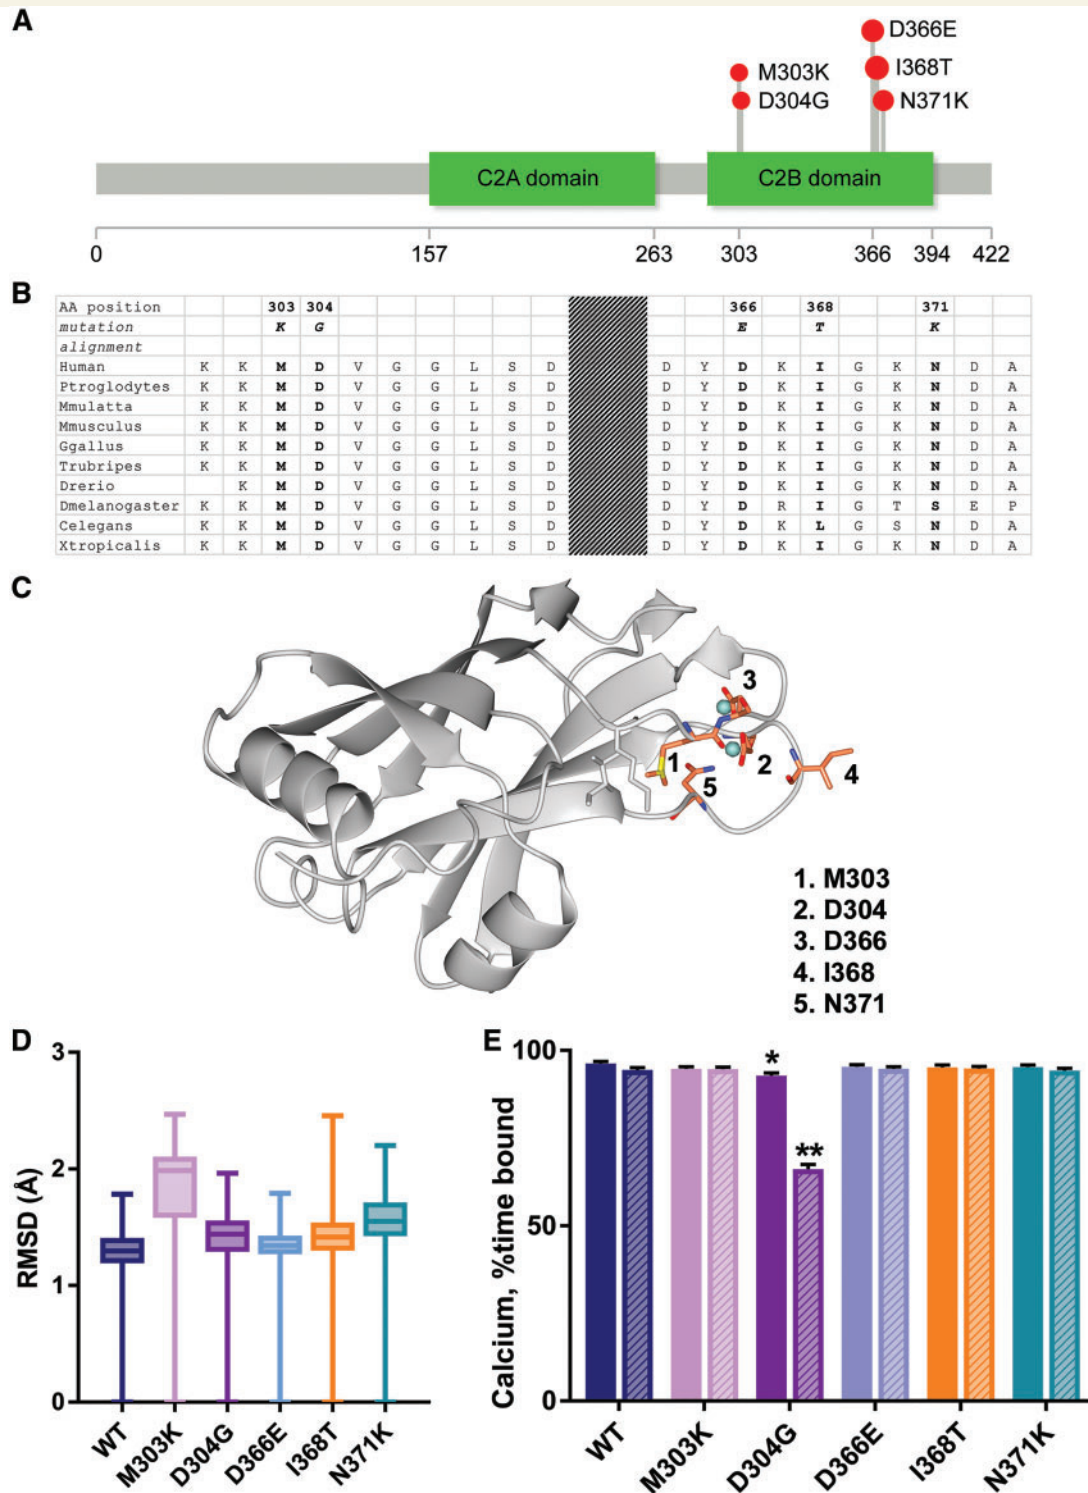 A
D366E
M303K
I368T
D304G
N371K
C2A domain
C2B domain
0 157 263 303 366 394 422
B
AA position 303 304 366 368 371
mutation K G E T K
alignment
Human K K M D V G G L S D D Y D K I G K N D A
Ptroglodytes K K M D V G G L S D D Y D K I G K N D A
Mmulatta K K M D V G G L S D D Y D K I G K N D A
Mmusculus K K M D V G G L S D D Y D K I G K N D A
Ggallus K K M D V G G L S D D Y D K I G K N D A
Trubripes K K M D V G G L S D D Y D K I G K N D A
Drerio K M D V G G L S D D Y D K I G K N D A
Dmelanogaster K K M D V G G L S D D Y D R I G T S E P
Celegans K K M D V G G L S D D Y D K L G S N D A
Xtropicalis K K M D V G G L S D D Y D K I G K N D A
C
3
1
2
4
5
1. M303
2. D304
3. D366
4. I368
5. N371
D
RMSD (Å)
3
2
1
0
WT M303K D304G D366E I368T N371K
E
Calcium, %time bound
100
50
0
*
**
WT M303K D304G D366E I368T N371K